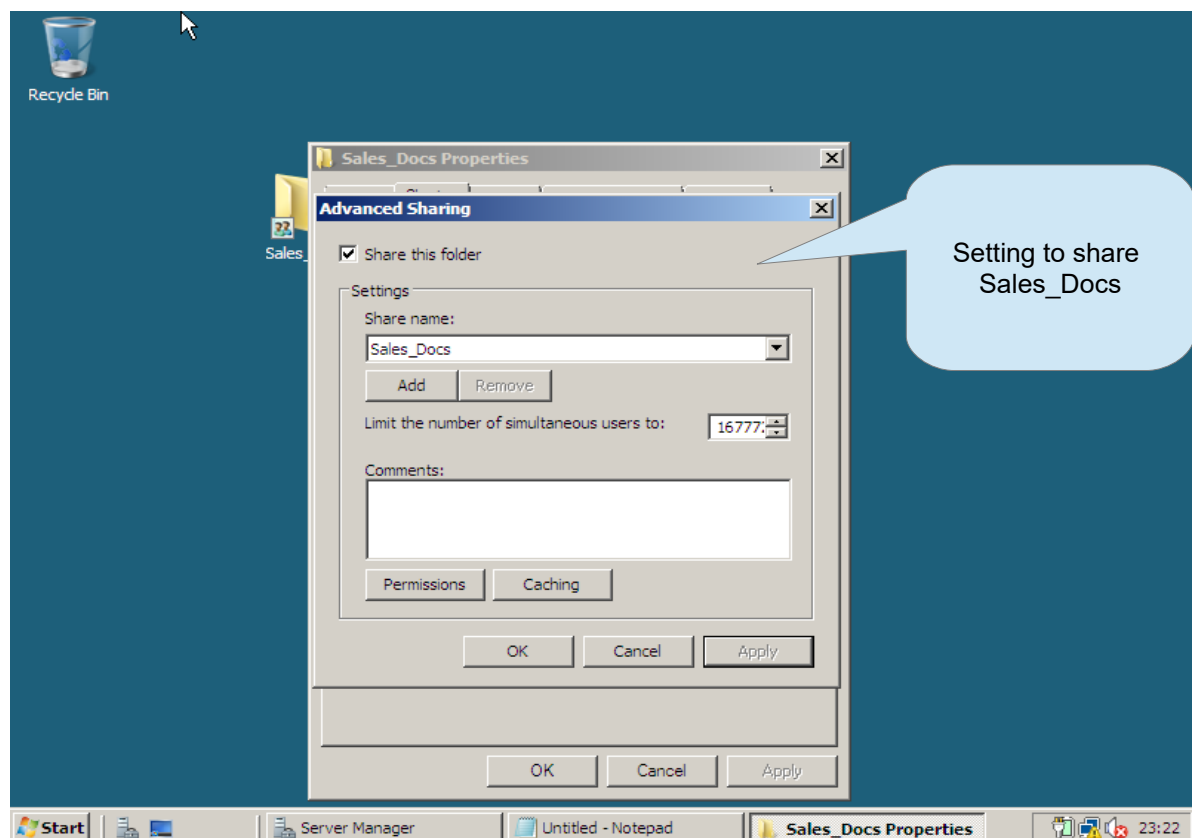 Recycle Bin
Sales_Docs Properties
Advanced Sharing
Sales_
Share this folder
Setting to share
Sales_Docs
Settings
Share name:
Sales_Docs
Add
Remove
Limit the number of simultaneous users to:
16777
Comments:
Permissions
Caching
OK
Cancel
Apply
OK
Cancel
Apply
Start
Server Manager
Untitled - Notepad
Sales_Docs Properties
23:22